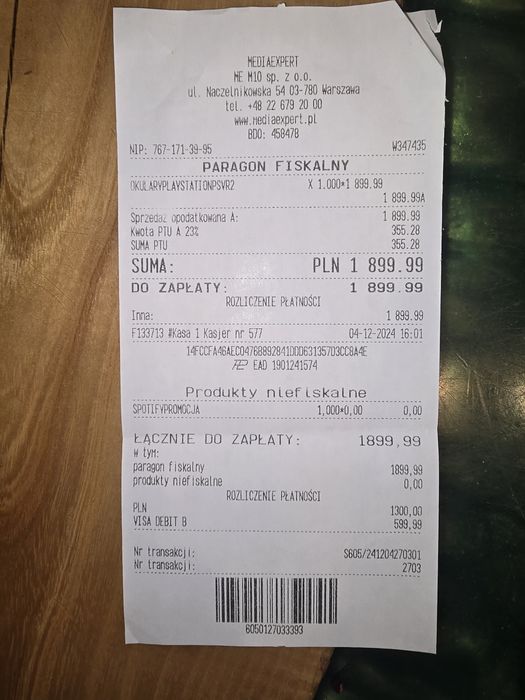 MEDIAEXPERT
ME M10 sp. z o.o.
ul. Naczelnikowska 54 03-780 Warszawa
tel. +48 22 679 20 00
www.mediaexpert.pl
BDO: 458478
NIP: 767-171-39-95 W347435
PARAGON FISKALNY
OKULARYPLAYSTATIONPSVR2 X 1.000*1 899.99
1 899.99A
Sprzedaż opodatkowana A: 1 899.99
Kwota PTU A 23% 355.28
SUMA PTU 355.28
SUMA: PLN 1 899.99
DO ZAPŁATY: 1 899.99
ROZLICZENIE PŁATNOŚCI
Inna: 1 899.99
F133713 #Kasa 1 Kasjer nr 577 04-12-2024 16:01
14FCCFA46AEC0476B892841DDD631357D3CC8A4E
EAD 1901241574
Produkty niefiskalne
SPOTIFYPROMOCJA 1,000*0,00 0,00
ŁĄCZNIE DO ZAPŁATY: 1899,99
w tym:
paragon fiskalny 1899,99
produkty niefiskalne 0,00
ROZLICZENIE PŁATNOŚCI
PLN 1300,00
VISA DEBIT B 599,99
Nr transakcji: S605/241204270301
Nr transakcji: 2703
6050127033393